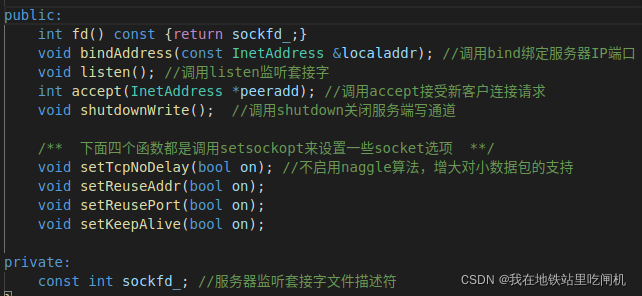 public:
    int fd() const {return sockfd_;}
    void bindAddress(const InetAddress &localaddr); //调用bind绑定服务器IP端口
    void listen(); //调用listen监听套接字
    int accept(InetAddress *peeradd); //调用accept接受新客户连接请求
    void shutdownWrite();  //调用shutdown关闭服务端写通道
    /**  下面四个函数都是调用setsockopt来设置一些socket选项  **/
    void setTcpNoDelay(bool on); //不启用naggle算法，增大对小数据包的支持
    void setReuseAddr(bool on);
    void setReusePort(bool on);
    void setKeepAlive(bool on);
private:
    const int sockfd_; //服务器监听套接字文件描述符
CSDN @我在地铁站里吃闸机